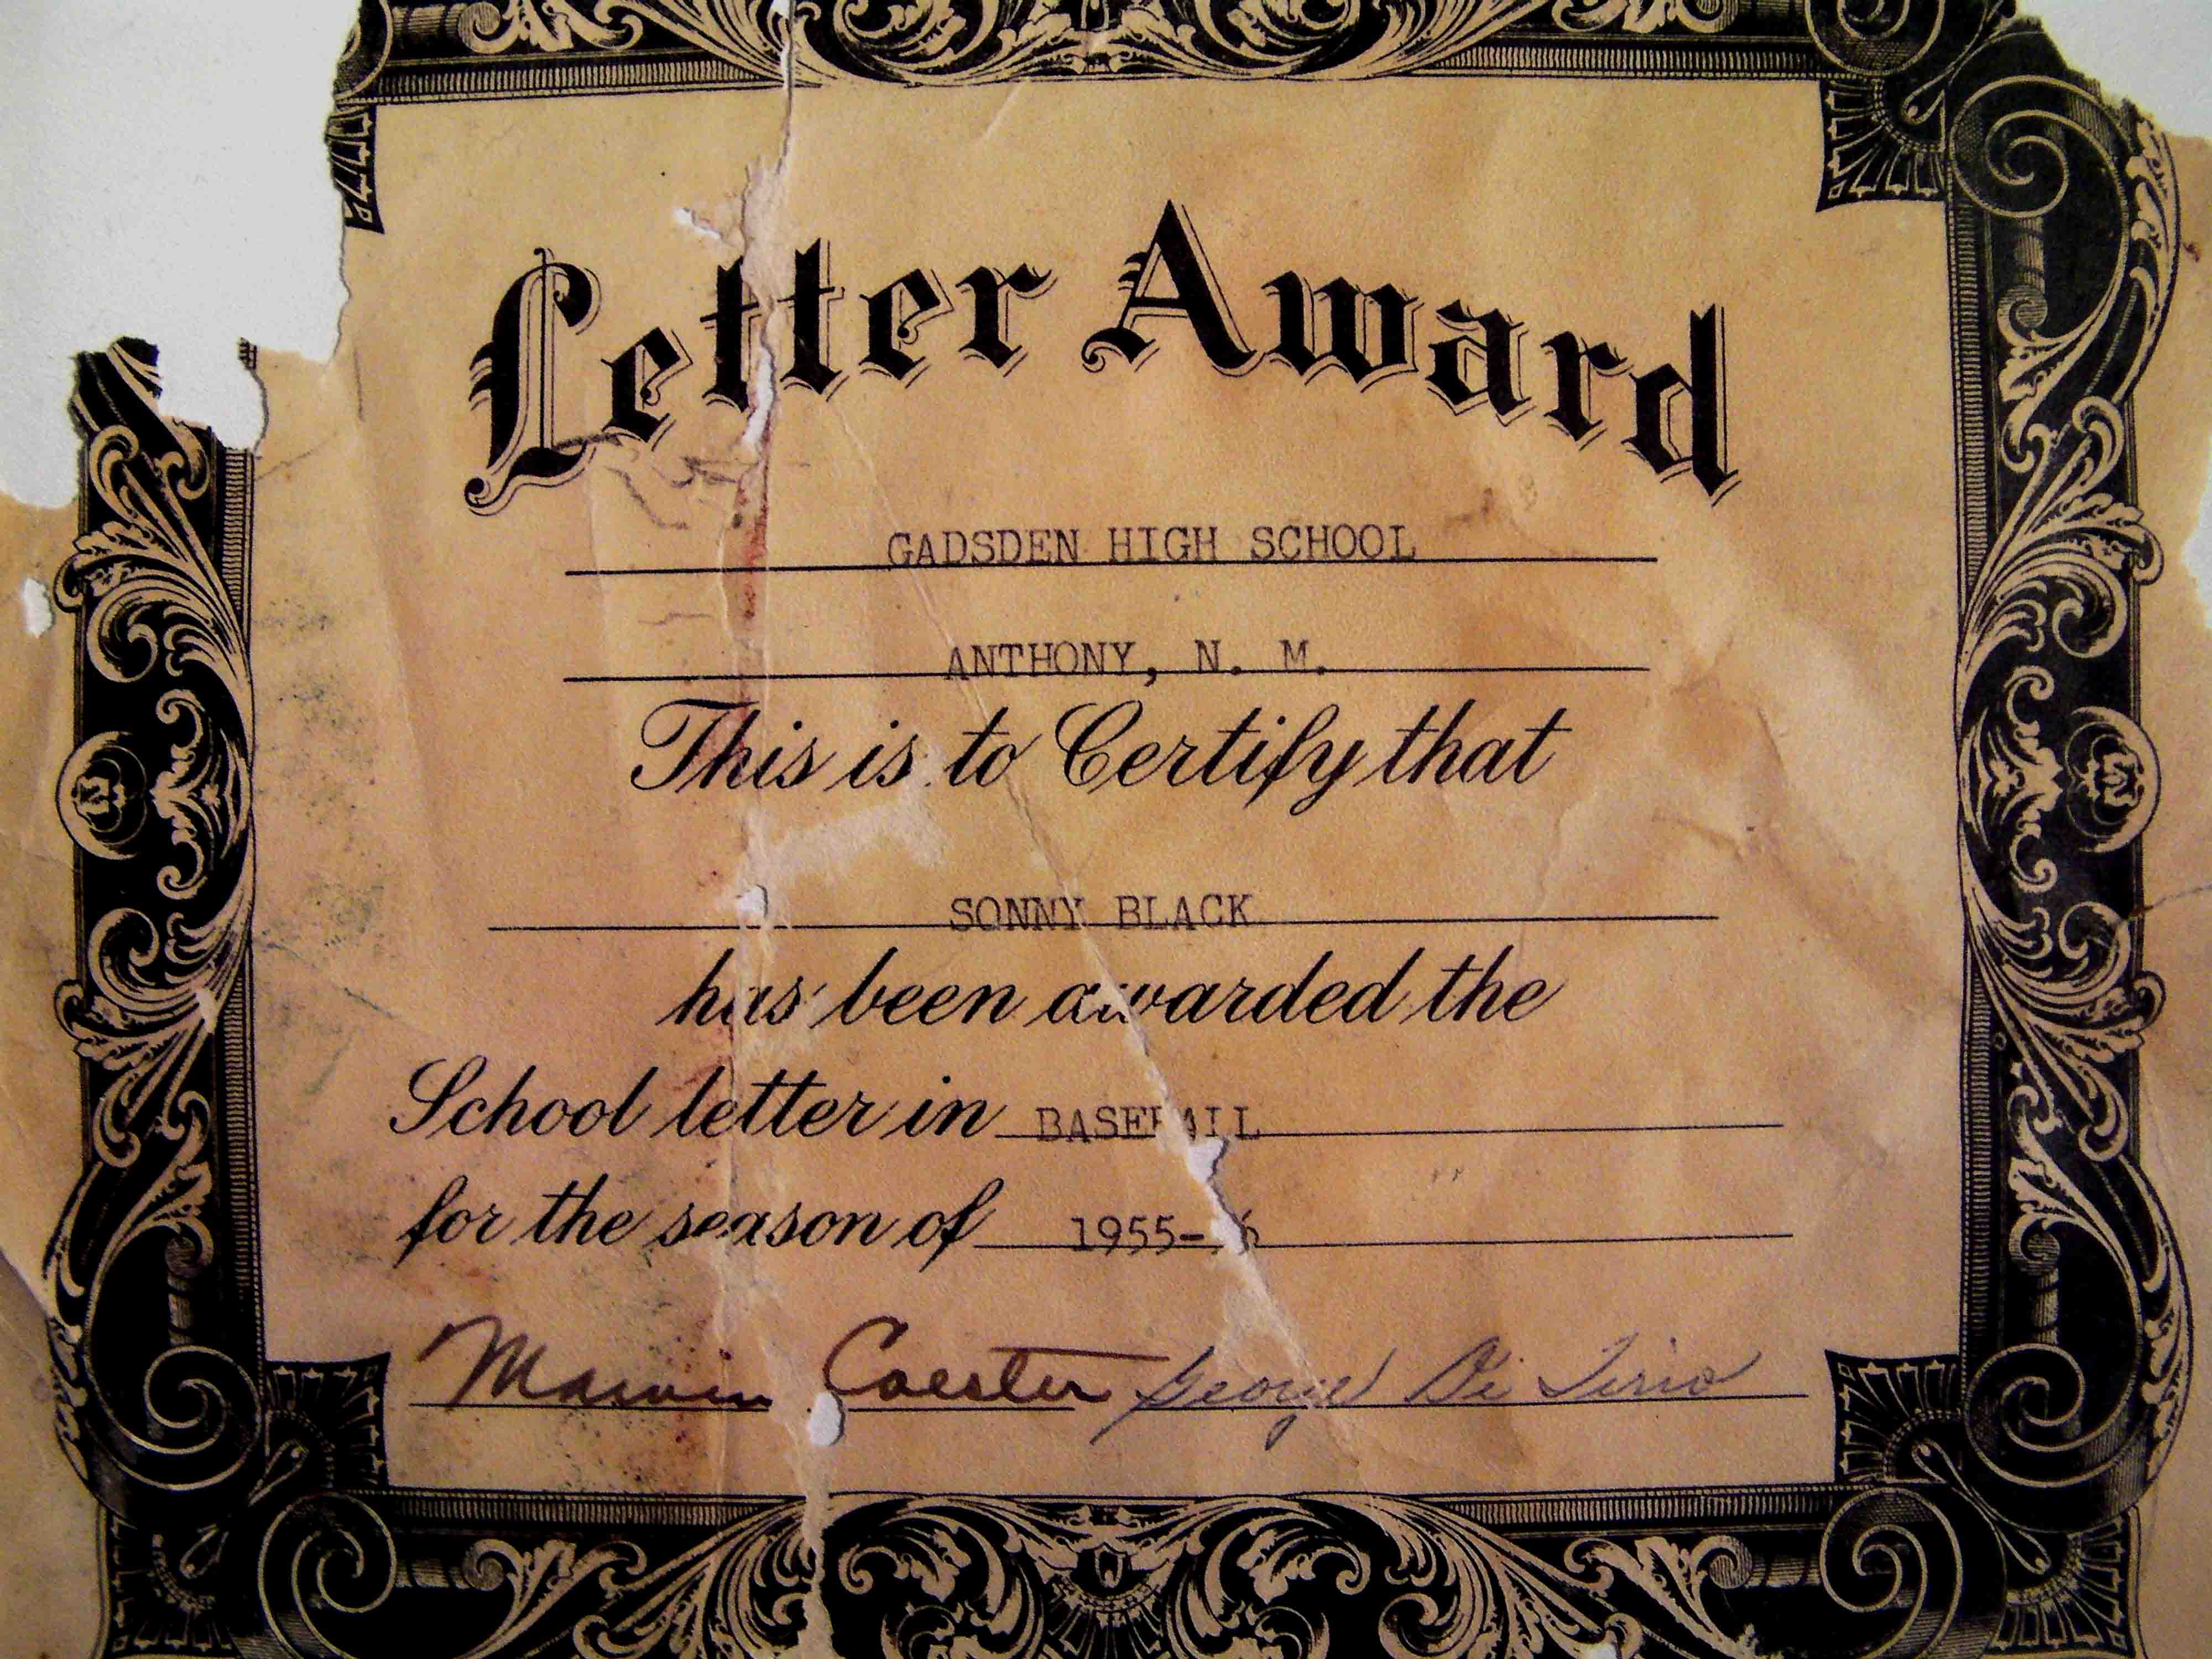 Letter Award
GADSDEN HIGH SCHOOL
ANTHONY, N. M.
This is to Certify that
SONNY BLACK
has been awarded the
School letter in BASEBALL
for the season of 1955-56
Marvin Coester George